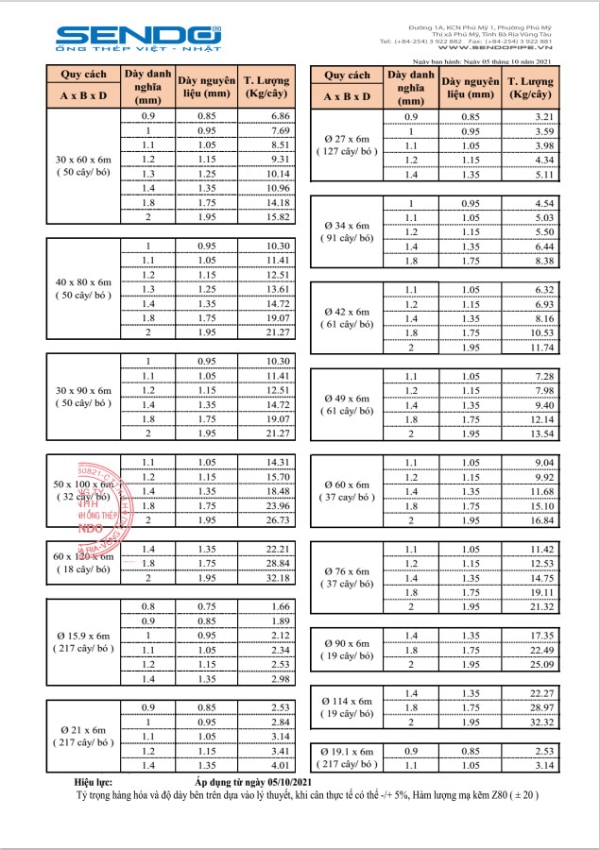 SENDO
ỐNG THÉP VIỆT - NHẬT
Đường 1A, KCN Phú Mỹ 1, Phường Phú Mỹ
Thị xã Phú Mỹ, Tỉnh Bà Rịa Vũng Tàu
Tel: (+84-254) 3 922 882 Fax: (+84-254) 3 922 881
WWW.SENDOPIPE.VN
Ngày ban hành: Ngày 05 tháng 10 năm 2021
Quy cách A x B x D Dày danh nghĩa (mm) Dày nguyên liệu (mm) T. Lượng (Kg/cây)
30 x 60 x 6m
( 50 cây/ bó )
0.9 0.85 6.86
1 0.95 7.69
1.1 1.05 8.51
1.2 1.15 9.31
1.3 1.25 10.14
1.4 1.35 10.96
1.8 1.75 14.18
2 1.95 15.82
40 x 80 x 6m
( 50 cây/ bó )
1 0.95 10.30
1.1 1.05 11.41
1.2 1.15 12.51
1.3 1.25 13.61
1.4 1.35 14.72
1.8 1.75 19.07
2 1.95 21.27
30 x 90 x 6m
( 50 cây/ bó )
1 0.95 10.30
1.1 1.05 11.41
1.2 1.15 12.51
1.4 1.35 14.72
1.8 1.75 19.07
2 1.95 21.27
50 x 100 x 6m
( 32 cây/ bó )
1.1 1.05 14.31
1.2 1.15 15.70
1.4 1.35 18.48
1.8 1.75 23.96
2 1.95 26.73
60 x 120 x 6m
( 18 cây/ bó )
1.4 1.35 22.21
1.8 1.75 28.84
2 1.95 32.18
Ø 15.9 x 6m
( 217 cây/ bó )
0.8 0.75 1.66
0.9 0.85 1.89
1 0.95 2.12
1.1 1.05 2.34
1.2 1.15 2.53
1.4 1.35 2.98
Ø 21 x 6m
( 217 cây/ bó )
0.9 0.85 2.53
1 0.95 2.84
1.1 1.05 3.14
1.2 1.15 3.41
1.4 1.35 4.01
Quy cách A x B x D Dày danh nghĩa (mm) Dày nguyên liệu (mm) T. Lượng (Kg/cây)
Ø 27 x 6m
( 127 cây/ bó )
0.9 0.85 3.21
1 0.95 3.59
1.1 1.05 3.98
1.2 1.15 4.34
1.4 1.35 5.11
Ø 34 x 6m
( 91 cây/ bó)
1 0.95 4.54
1.1 1.05 5.03
1.2 1.15 5.50
1.4 1.35 6.44
1.8 1.75 8.38
Ø 42 x 6m
( 61 cây/ bó)
1.1 1.05 6.32
1.2 1.15 6.93
1.4 1.35 8.16
1.8 1.75 10.53
2 1.95 11.74
Ø 49 x 6m
( 61 cây/ bó)
1.1 1.05 7.28
1.2 1.15 7.98
1.4 1.35 9.40
1.8 1.75 12.14
2 1.95 13.54
Ø 60 x 6m
( 37 cay/ bó )
1.1 1.05 9.04
1.2 1.15 9.92
1.4 1.35 11.68
1.8 1.75 15.10
2 1.95 16.84
Ø 76 x 6m
( 37 cây/ bó)
1.1 1.05 11.42
1.2 1.15 12.53
1.4 1.35 14.75
1.8 1.75 19.11
2 1.95 21.32
Ø 90 x 6m
( 19 cây/ bó)
1.4 1.35 17.35
1.8 1.75 22.49
2 1.95 25.09
Ø 114 x 6m
( 19 cây/ bó )
1.4 1.35 22.27
1.8 1.75 28.97
2 1.95 32.32
Ø 19.1 x 6m
( 217 cây/ bó )
0.9 0.85 2.53
1.1 1.05 3.14
Hiệu lực: Áp dụng từ ngày 05/10/2021
Tỷ trọng hàng hóa và độ dày bên trên dựa vào lý thuyết, khi cân thực tế có thể -/+ 5%, Hàm lượng mạ kẽm Z80 ( ± 20 )